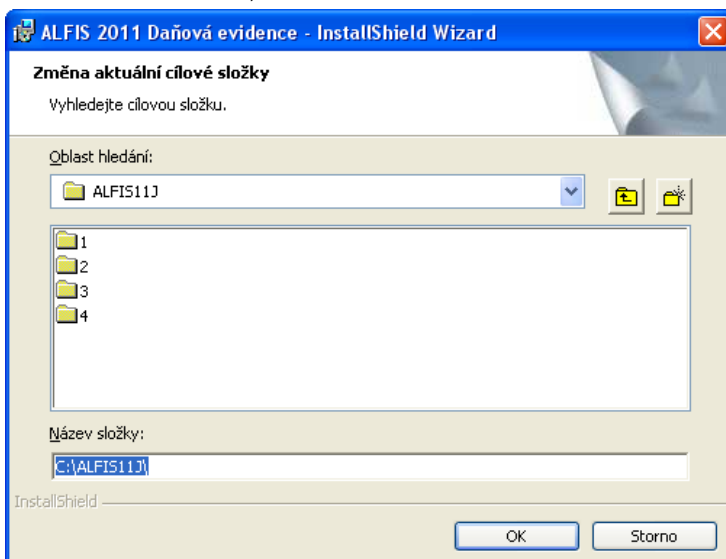 ALFIS 2011 Daňová evidence - InstallShield Wizard
Změna aktuální cílové složky
Vyhledejte cílovou složku.
Oblast hledání:
ALFIS11J
1
2
3
4
Název složky:
C:\ALFIS11J\
InstallShield
OK Storno